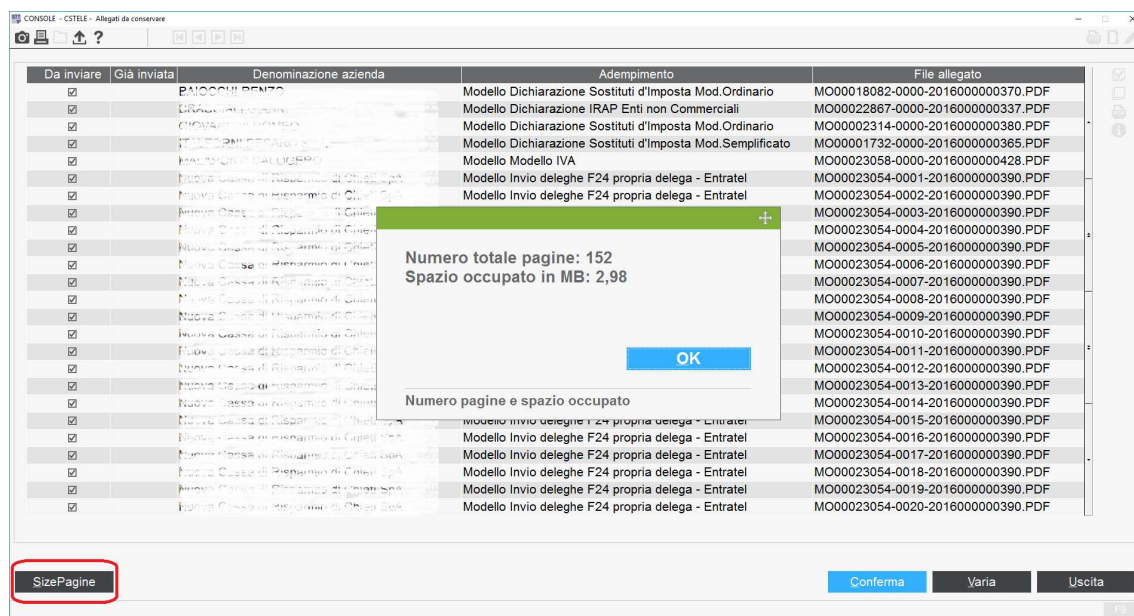 CONSOLE - CSTELE - Allegati da conservare
Da inviare Già inviata Denominazione azienda Adempimento File allegato
Modello Dichiarazione Sostituti d'Imposta Mod.Ordinario MO00018082-0000-2016000000370.PDF
Modello Dichiarazione IRAP Enti non Commerciali MO00022867-0000-2016000000337.PDF
Modello Dichiarazione Sostituti d'Imposta Mod.Ordinario MO00002314-0000-2016000000380.PDF
Modello Dichiarazione Sostituti d'Imposta Mod.Semplificato MO00001732-0000-2016000000365.PDF
Modello Modello IVA MO00023058-0000-2016000000428.PDF
Modello Invio deleghe F24 propria delega - Entratel MO00023054-0001-2016000000390.PDF
Modello Invio deleghe F24 propria delega - Entratel MO00023054-0002-2016000000390.PDF
MO00023054-0003-2016000000390.PDF
MO00023054-0004-2016000000390.PDF
MO00023054-0005-2016000000390.PDF
MO00023054-0006-2016000000390.PDF
MO00023054-0007-2016000000390.PDF
MO00023054-0008-2016000000390.PDF
MO00023054-0009-2016000000390.PDF
MO00023054-0010-2016000000390.PDF
MO00023054-0011-2016000000390.PDF
MO00023054-0012-2016000000390.PDF
MO00023054-0013-2016000000390.PDF
MO00023054-0014-2016000000390.PDF
Numero totale pagine: 152
Spazio occupato in MB: 2,98
OK
Numero pagine e spazio occupato
Modello Invio deleghe F24 propria delega - Entratel MO00023054-0015-2016000000390.PDF
Modello Invio deleghe F24 propria delega - Entratel MO00023054-0016-2016000000390.PDF
Modello Invio deleghe F24 propria delega - Entratel MO00023054-0017-2016000000390.PDF
Modello Invio deleghe F24 propria delega - Entratel MO00023054-0018-2016000000390.PDF
Modello Invio deleghe F24 propria delega - Entratel MO00023054-0019-2016000000390.PDF
Modello Invio deleghe F24 propria delega - Entratel MO00023054-0020-2016000000390.PDF
SizePagine Conferma Varia Uscita
F9